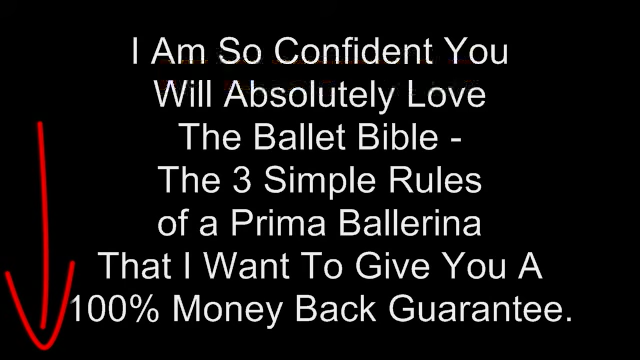 I Am So Confident You
Will Absolutely Love
The Ballet Bible -
The 3 Simple Rules
of a Prima Ballerina
That I Want To Give You A
100% Money Back Guarantee.